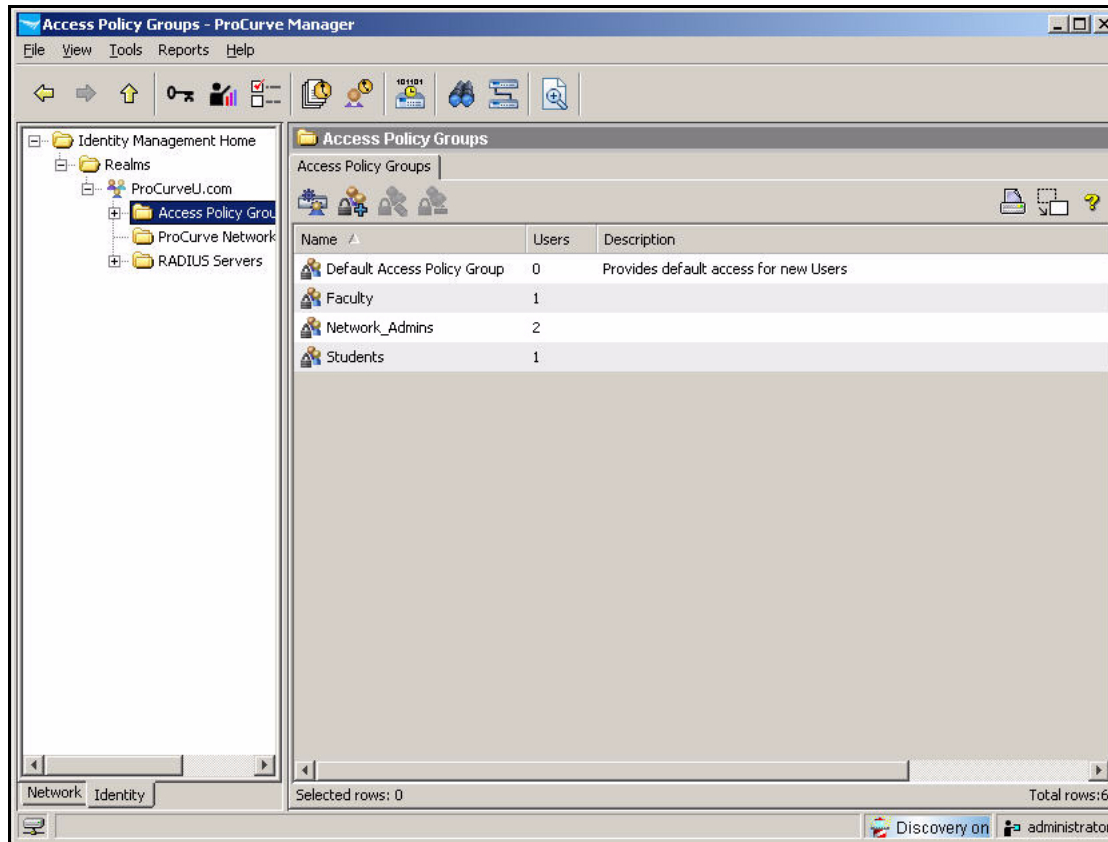 Access Policy Groups - ProCurve Manager
File View Tools Reports Help
101101
Identity Management Home
Realms
ProCurveU.com
Access Policy Grou
ProCurve Network
RADIUS Servers
Network Identity
Access Policy Groups
Access Policy Groups
Name Users Description
Default Access Policy Group 0 Provides default access for new Users
Faculty 1
Network_Admins 2
Students 1
Selected rows: 0 Total rows:6
Discovery on administrator